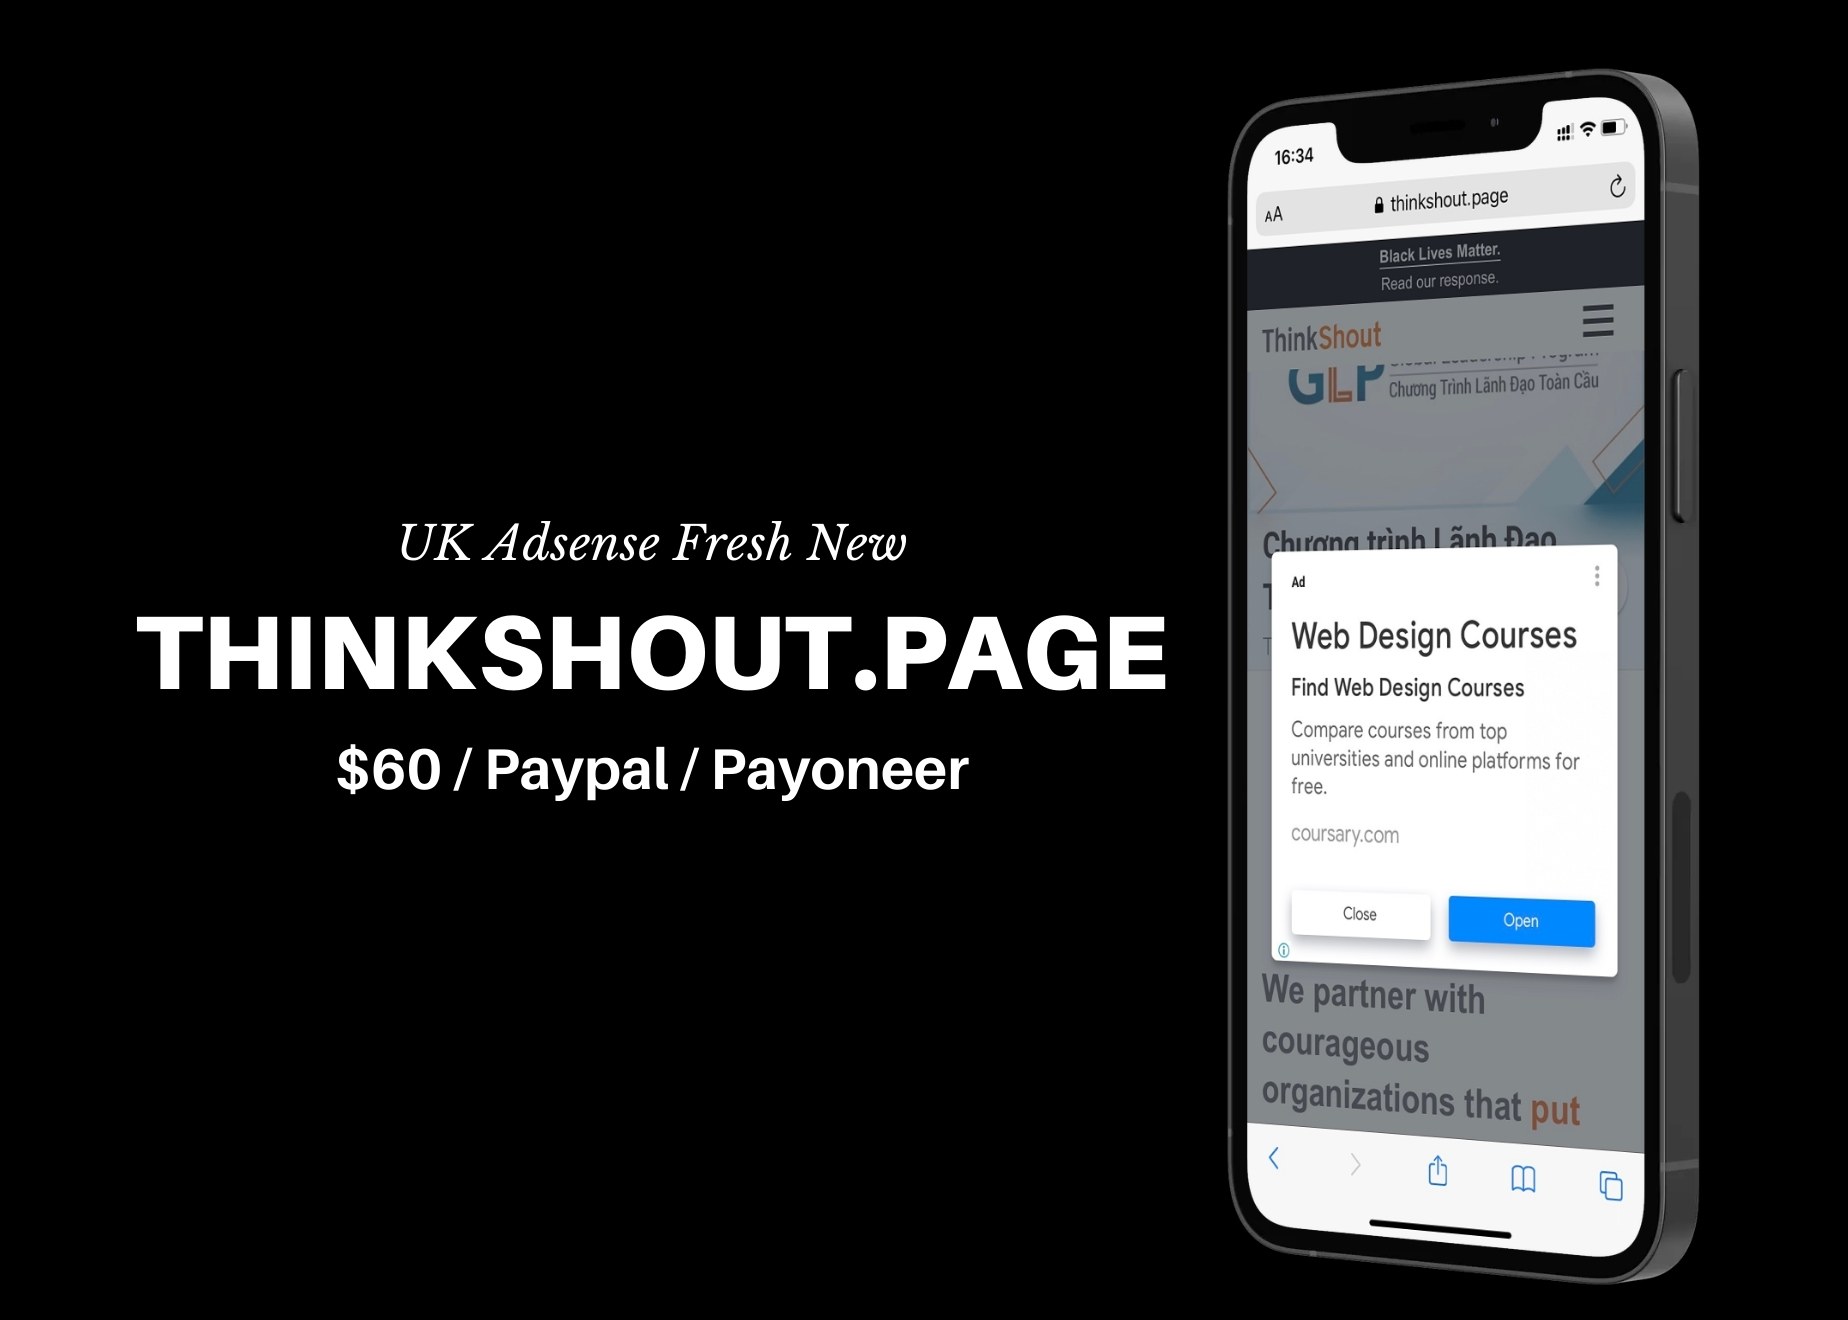 UK Adsense Fresh New
THINKSHOUT.PAGE
$60 / Paypal / Payoneer
16:34
AA
thinkshout.page
Black Lives Matter.
Read our response.
ThinkShout
Global Leadership Program
GLP
Chương Trình Lãnh Đạo Toàn Cầu
Chương trình Lãnh Đạo
Ad
Web Design Courses
Find Web Design Courses
Compare courses from top
universities and online platforms for
free.
coursary.com
Close
Open
We partner with
courageous
organizations that put